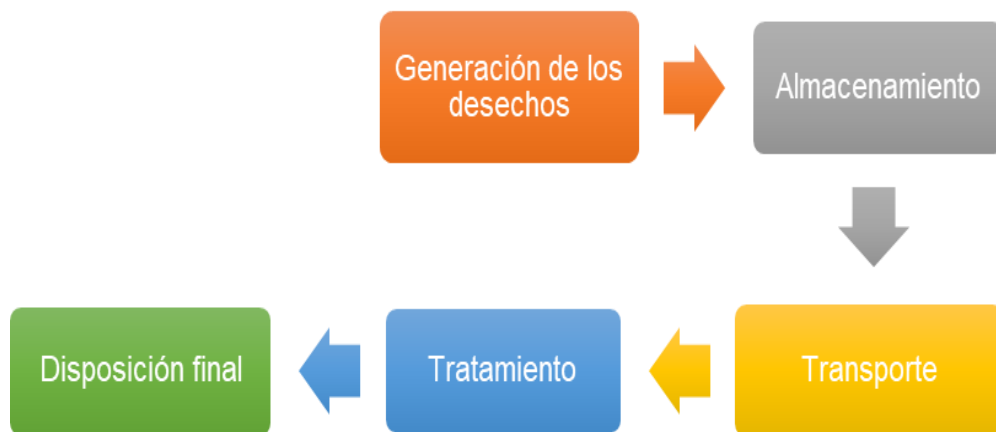 Generación de los
desechos
Almacenamiento
Transporte
Tratamiento
Disposición final